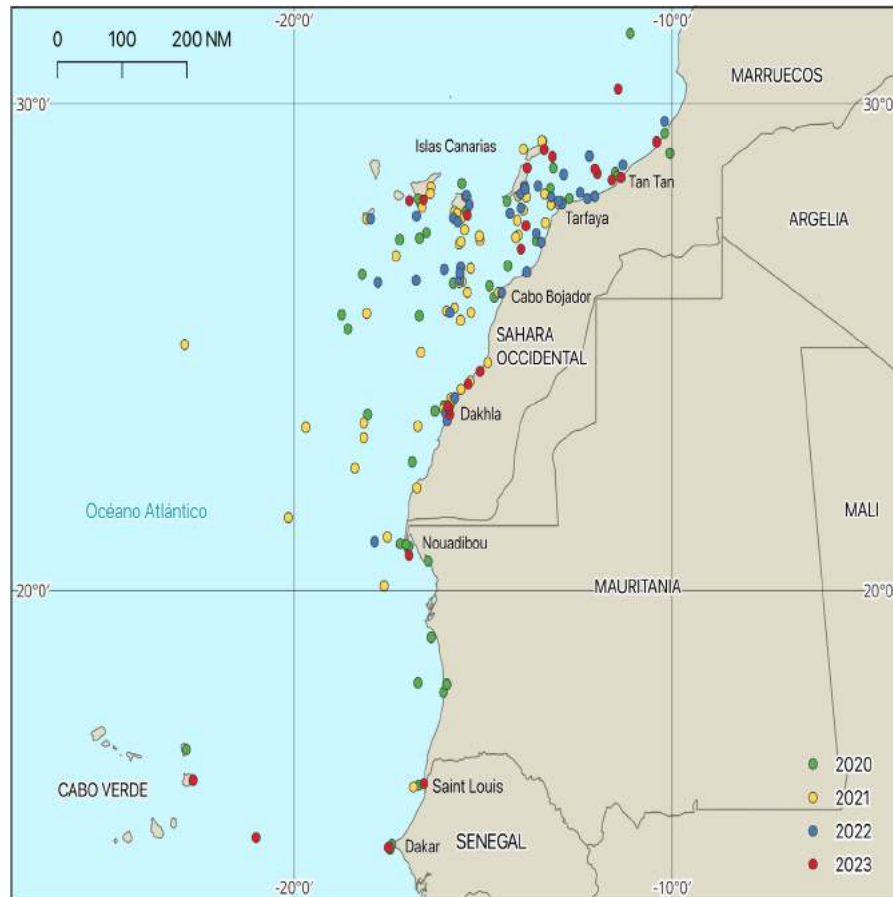 -20°0'
-10°0'
0 100 200 NM
MARRUECOS
30°0'
30°0'
Islas Canarias
Tan Tan
ARGELIA
Tarfaya
Cabo Bojador
SAHARA
OCCIDENTAL
Dakhla
Océano Atlántico
MALI
Nouadibou
20°0'
MAURITANIA
20°0'
2020
CABO VERDE
Saint Louis
2021
2022
Dakar
SENEGAL
2023
-20°0'
-10°0'